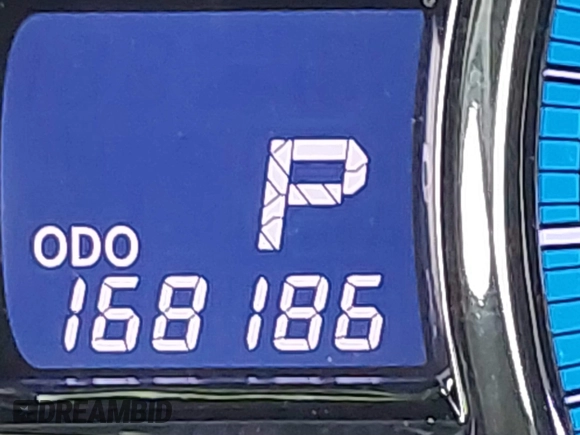 P
ODO
168186
DREAMBID